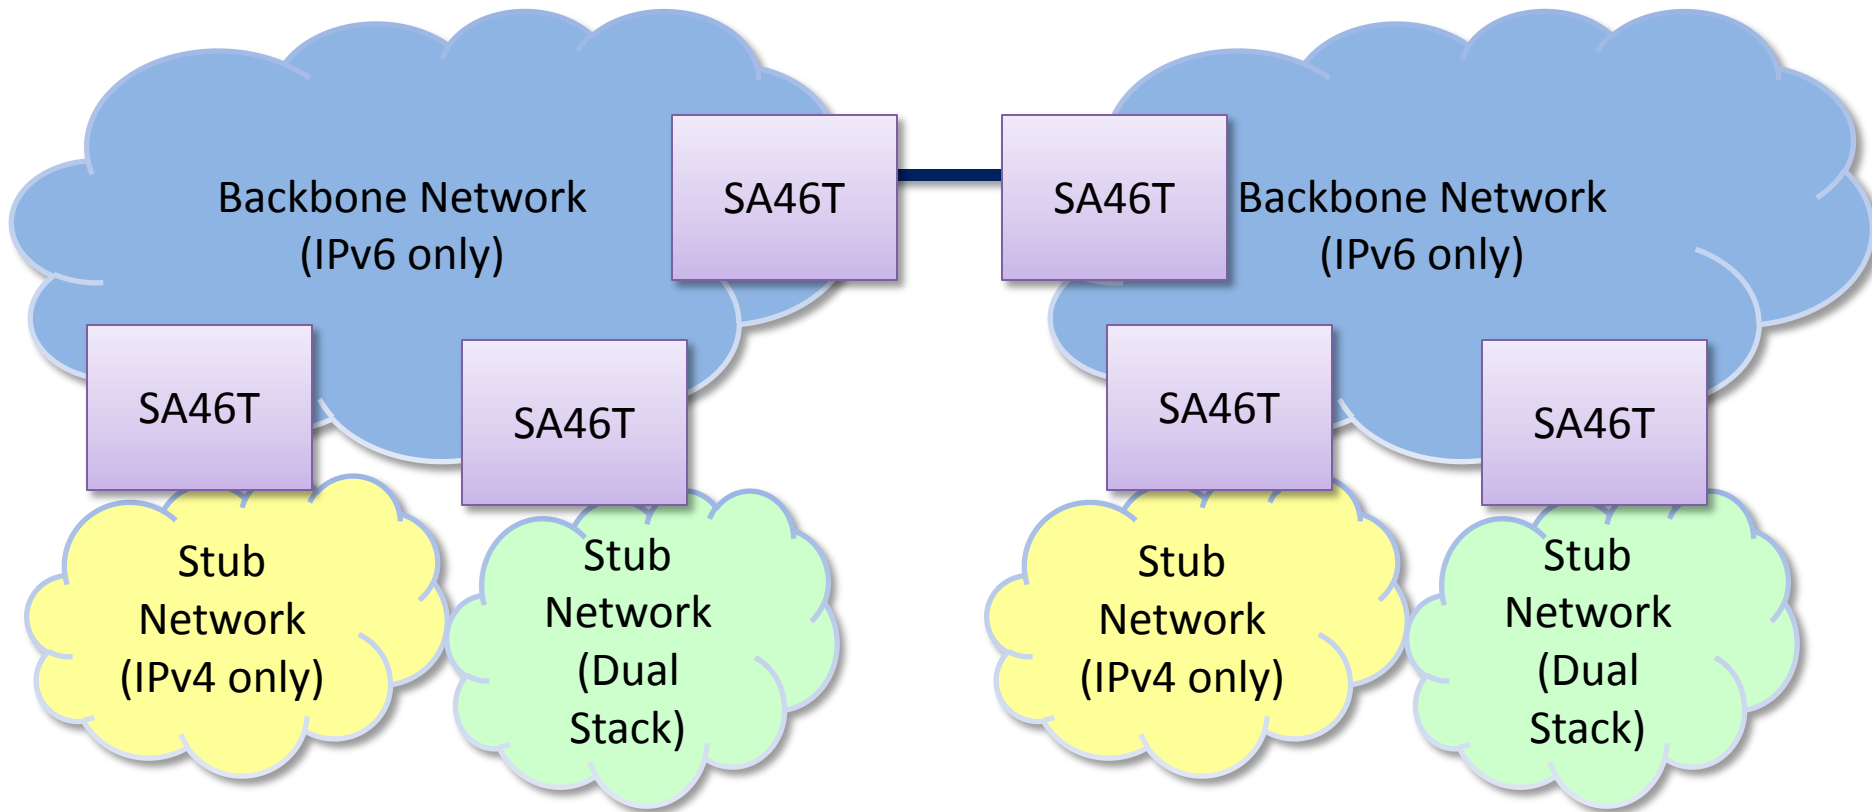 Backbone Network
(IPv6 only)
SA46T
SA46T
Backbone Network
(IPv6 only)
SA46T
SA46T
SA46T
SA46T
Stub
Network
(IPv4 only)
Stub
Network
(Dual
Stack)
Stub
Network
(IPv4 only)
Stub
Network
(Dual
Stack)